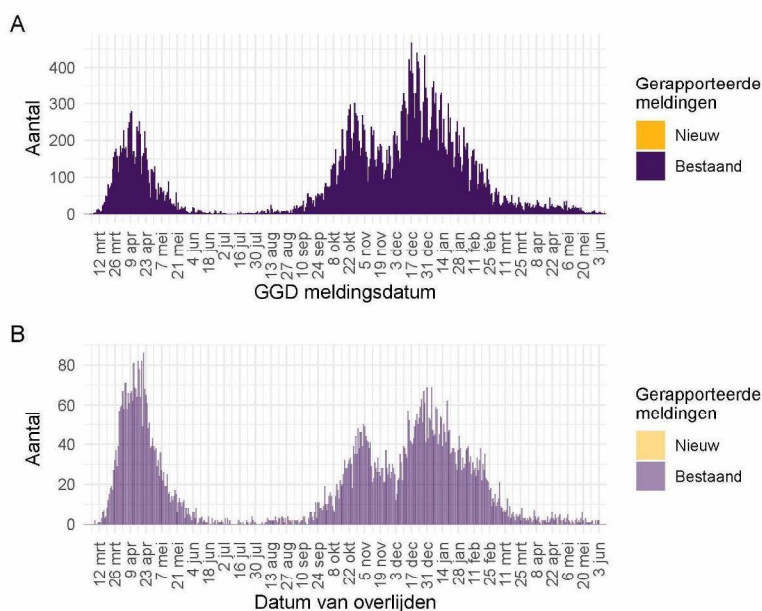 A
Aantal
400
300
200
100
0
12 mrt
26 mrt
9 apr
23 apr
7 mei
21 mei
4 jun
18 jun
2 jul
16 jul
30 jul
13 aug
27 aug
10 sep
24 sep
8 okt
22 okt
5 nov
19 nov
3 dec
17 dec
31 dec
14 jan
28 jan
11 feb
25 feb
11 mrt
25 mrt
8 apr
22 apr
6 mei
20 mei
3 jun
GGD meldingsdatum
Gerapporteerde
meldingen
Nieuw
Bestaand
B
Aantal
80
60
40
20
0
12 mrt
26 mrt
9 apr
23 apr
7 mei
21 mei
4 jun
18 jun
2 jul
16 jul
30 jul
13 aug
27 aug
10 sep
24 sep
8 okt
22 okt
5 nov
19 nov
3 dec
17 dec
31 dec
14 jan
28 jan
11 feb
25 feb
11 mrt
25 mrt
8 apr
22 apr
6 mei
20 mei
3 jun
Datum van overlijden
Gerapporteerde
meldingen
Nieuw
Bestaand